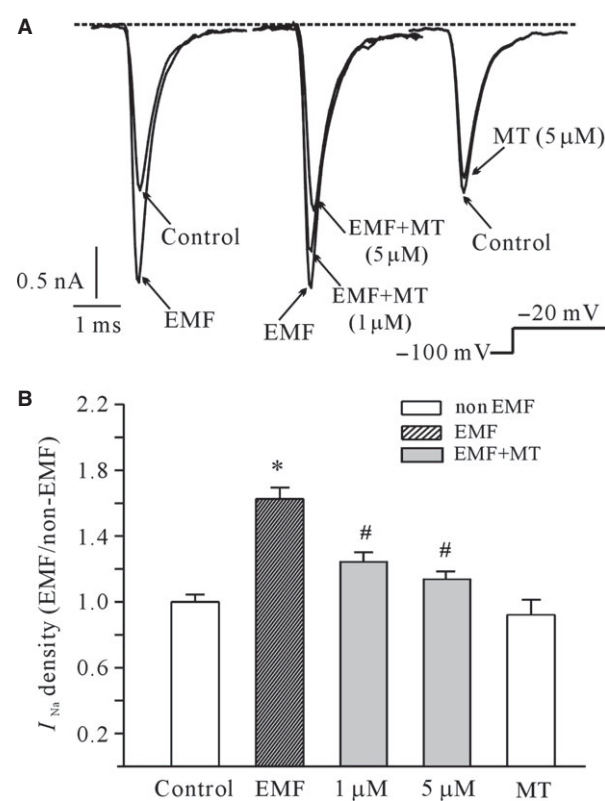 A
MT (5 μM)
EMF+MT
(5 μM)
Control
Control
0.5 nA
EMF
EMF
EMF+MT
(1 μM)
1 ms
−20 mV
−100 mV
B
2.2
1.8
1.4
1.0
0.6
0.2
I Na density (EMF/non-EMF)
non EMF
EMF
EMF+MT
*
#
#
Control EMF 1 μM 5 μM MT